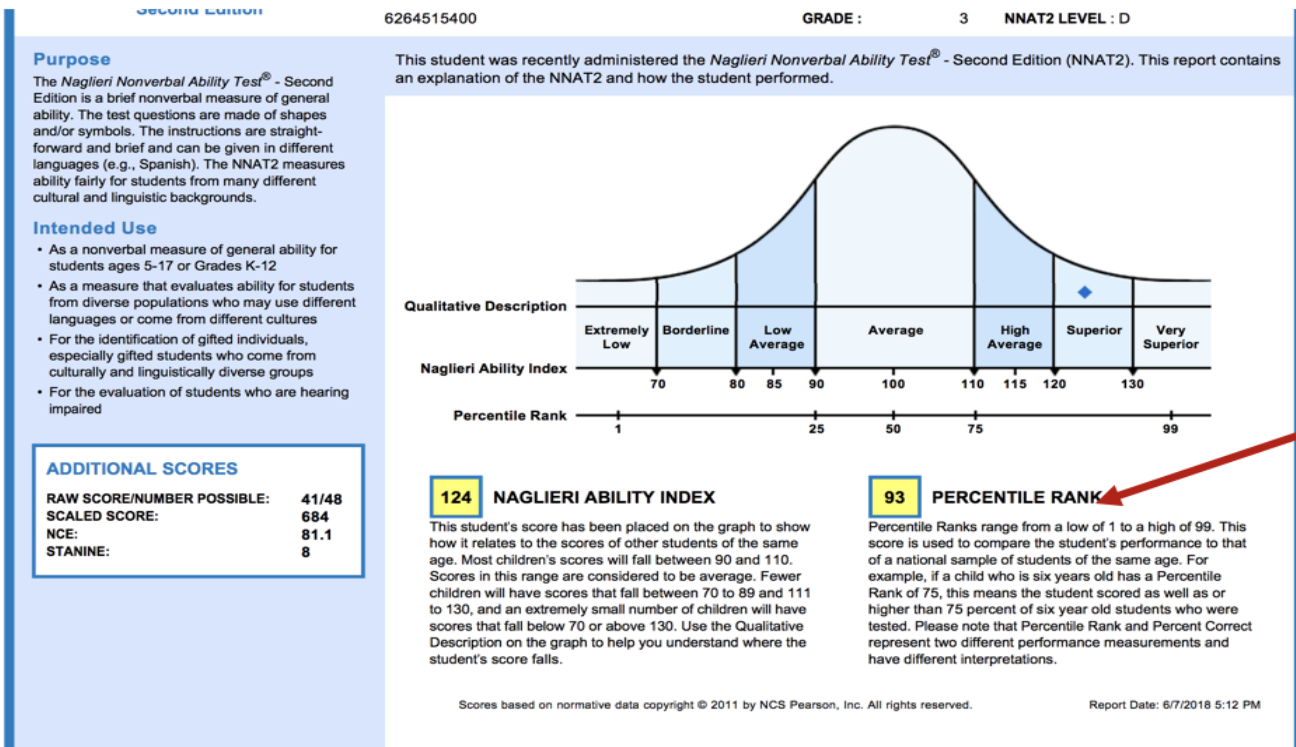 Second Edition
6264515400 GRADE : 3 NNAT2 LEVEL : D
Purpose
The Naglieri Nonverbal Ability Test® - Second
Edition is a brief nonverbal measure of general
ability. The test questions are made of shapes
and/or symbols. The instructions are straight-
forward and brief and can be given in different
languages (e.g., Spanish). The NNAT2 measures
ability fairly for students from many different
cultural and linguistic backgrounds.
Intended Use
• As a nonverbal measure of general ability for
students ages 5-17 or Grades K-12
• As a measure that evaluates ability for students
from diverse populations who may use different
languages or come from different cultures
• For the identification of gifted individuals,
especially gifted students who come from
culturally and linguistically diverse groups
• For the evaluation of students who are hearing
impaired
ADDITIONAL SCORES
RAW SCORE/NUMBER POSSIBLE: 41/48
SCALED SCORE: 684
NCE: 81.1
STANINE: 8
This student was recently administered the Naglieri Nonverbal Ability Test® - Second Edition (NNAT2). This report contains
an explanation of the NNAT2 and how the student performed.
Qualitative Description
Extremely Low
Borderline
Low Average
Average
High Average
Superior
Very Superior
Naglieri Ability Index
70 80 85 90 100 110 115 120 130
Percentile Rank
1 25 50 75 99
124 NAGLIERI ABILITY INDEX
This student's score has been placed on the graph to show
how it relates to the scores of other students of the same
age. Most children's scores will fall between 90 and 110.
Scores in this range are considered to be average. Fewer
children will have scores that fall between 70 to 89 and 111
to 130, and an extremely small number of children will have
scores that fall below 70 or above 130. Use the Qualitative
Description on the graph to help you understand where the
student's score falls.
93 PERCENTILE RANK
Percentile Ranks range from a low of 1 to a high of 99. This
score is used to compare the student's performance to that
of a national sample of students of the same age. For
example, if a child who is six years old has a Percentile
Rank of 75, this means the student scored as well as or
higher than 75 percent of six year old students who were
tested. Please note that Percentile Rank and Percent Correct
represent two different performance measurements and
have different interpretations.
Scores based on normative data copyright © 2011 by NCS Pearson, Inc. All rights reserved.
Report Date: 6/7/2018 5:12 PM